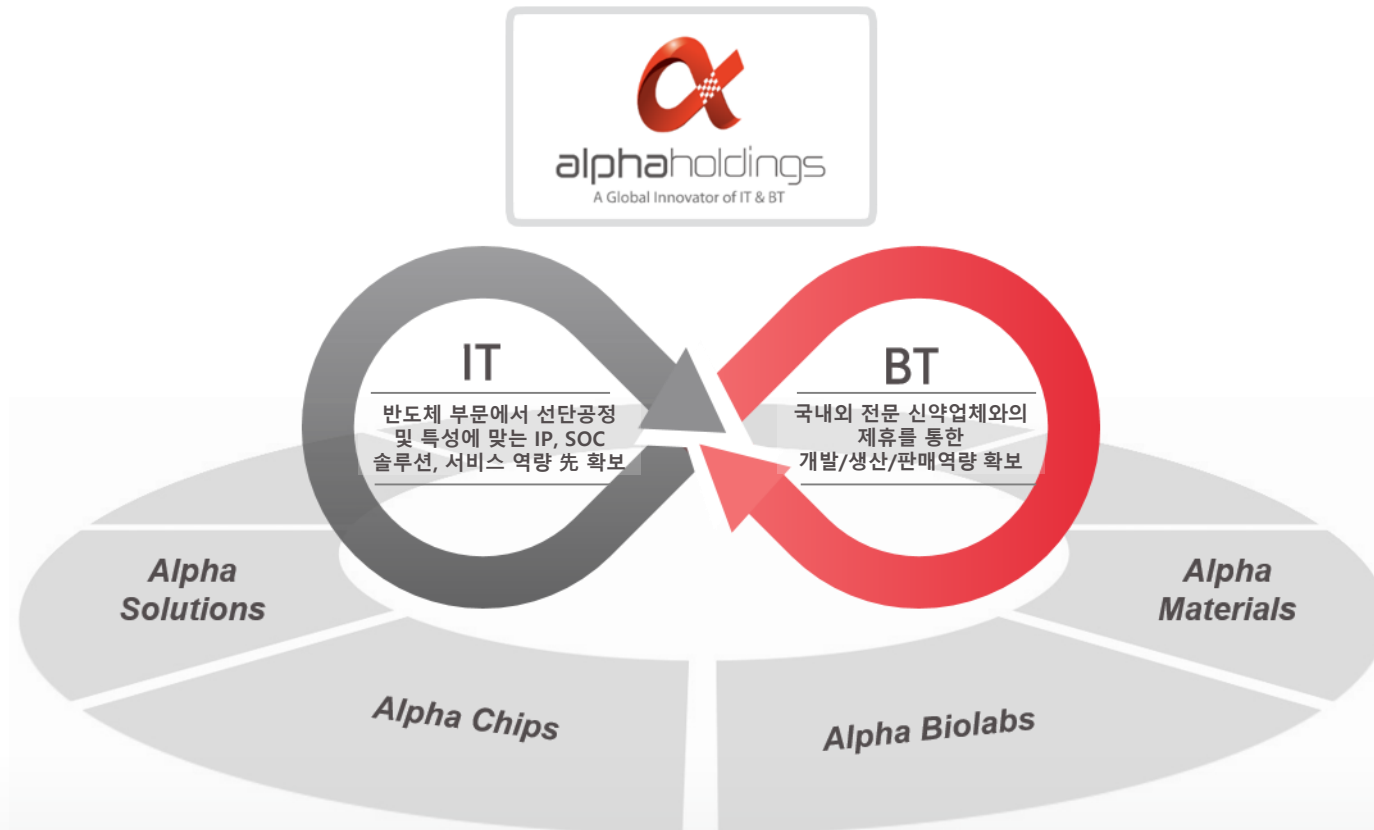 alphaholdings
A Global Innovator of IT & BT
IT
반도체 부문에서 선단공정
및 특성에 맞는 IP, SOC
솔루션, 서비스 역량 先 확보
BT
국내외 전문 신약업체와의
제휴를 통한
개발/생산/판매역량 확보
Alpha
Solutions
Alpha Chips
Alpha Biolabs
Alpha
Materials